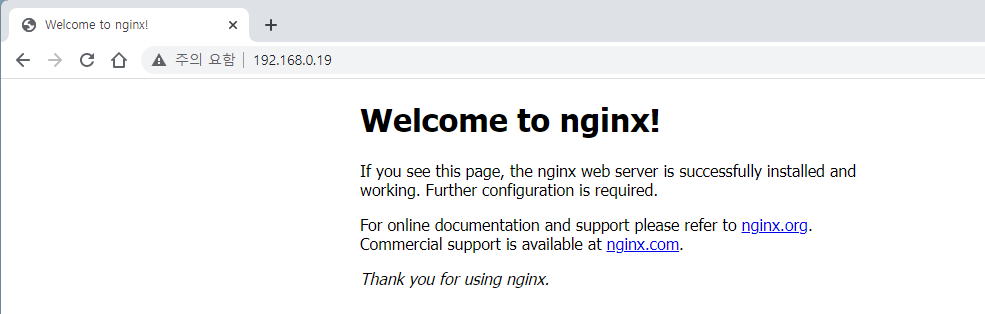 Welcome to nginx!
주의 요함 192.168.0.19
Welcome to nginx!
If you see this page, the nginx web server is successfully installed and
working. Further configuration is required.
For online documentation and support please refer to nginx.org.
Commercial support is available at nginx.com.
Thank you for using nginx.